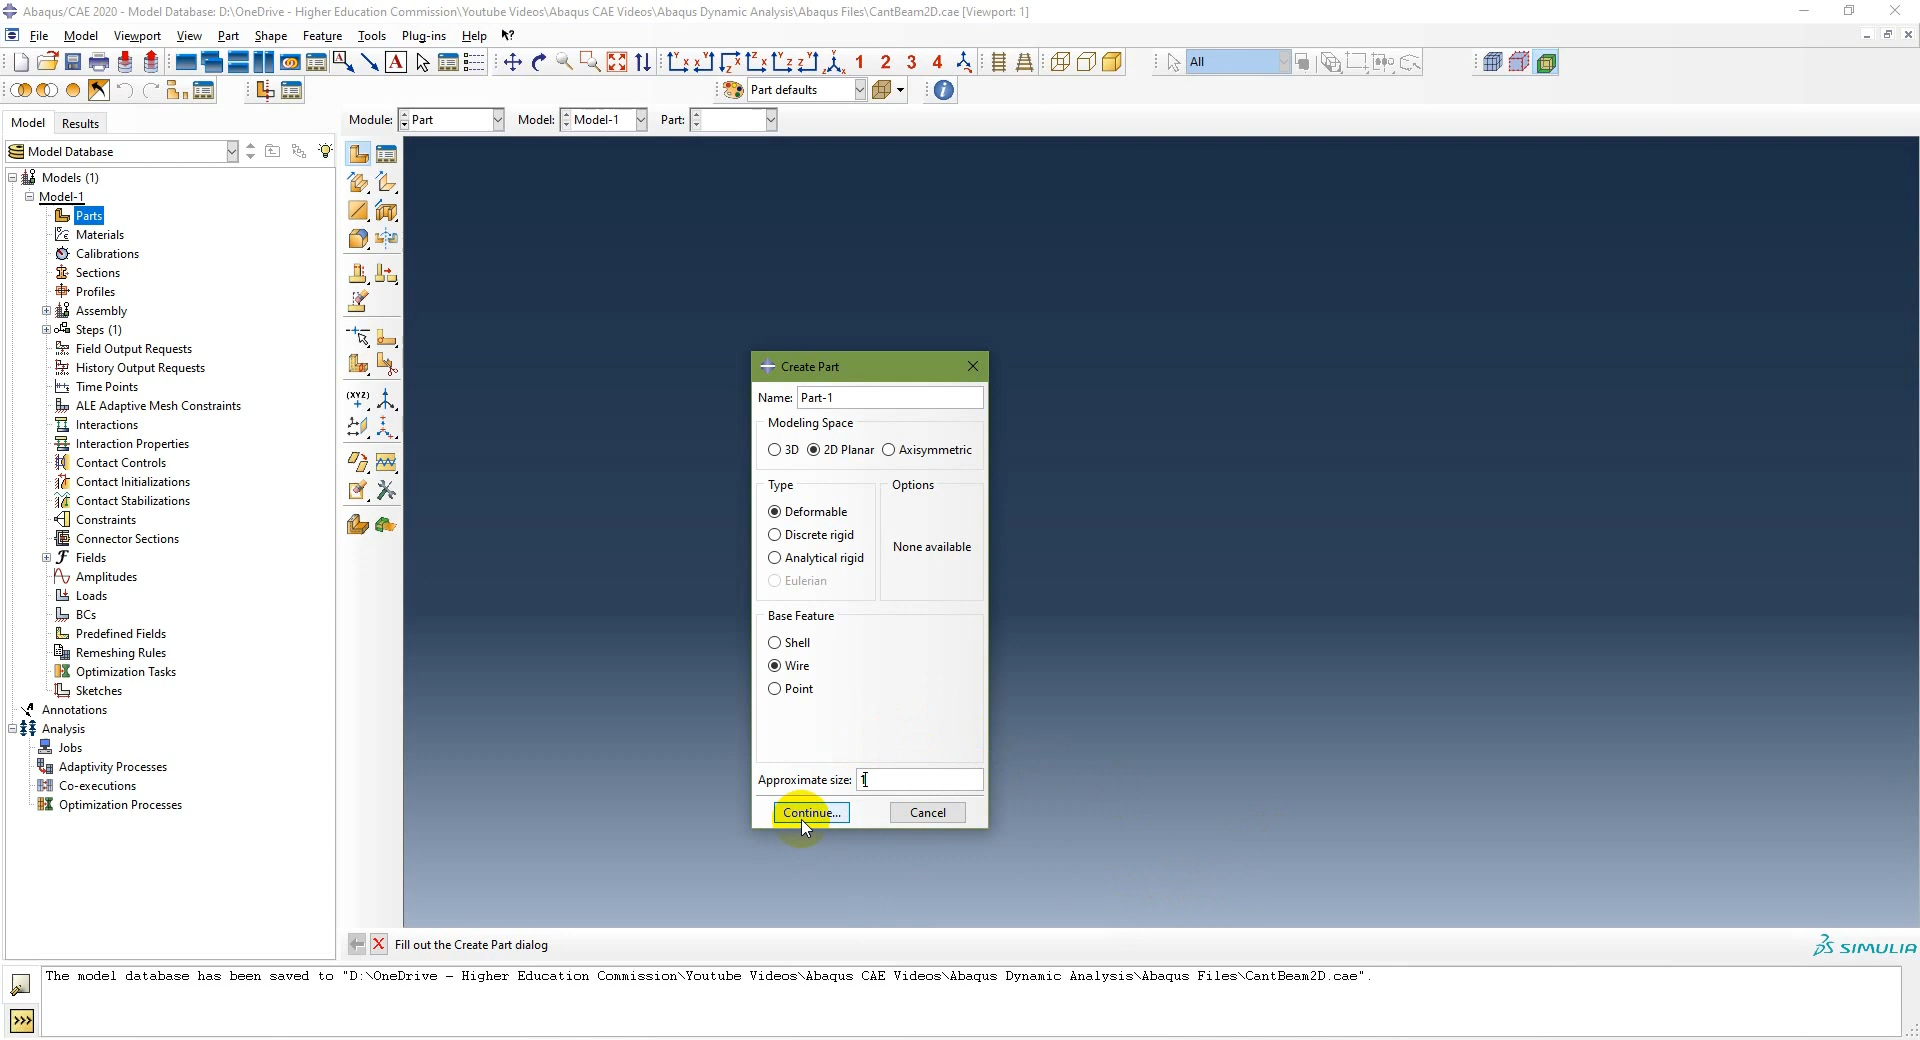 Abaqus/CAE 2020 - Model Database: D:\OneDrive - Higher Education Commission\Youtube Videos\Abaqus CAE Videos\Abaqus Dynamic Analysis\Abaqus Files\CantBeam2D.cae [Viewport: 1]
File Model Viewport View Part Shape Feature Tools Plug-ins Help
1 2 3 4 All
Part defaults
Model Results
Module: Part Model: Model-1 Part:
Model Database
Models (1)
Model-1
Parts
Materials
Calibrations
Sections
Profiles
Assembly
Steps (1)
Field Output Requests
History Output Requests
Time Points
ALE Adaptive Mesh Constraints
Interactions
Interaction Properties
Contact Controls
Contact Initializations
Contact Stabilizations
Constraints
Connector Sections
Fields
Amplitudes
Loads
BCs
Predefined Fields
Remeshing Rules
Optimization Tasks
Sketches
Annotations
Analysis
Jobs
Adaptivity Processes
Co-executions
Optimization Processes
(XYZ)
Create Part
Name: Part-1
Modeling Space
3D 2D Planar Axisymmetric
Type
Deformable
Discrete rigid
Analytical rigid
Eulerian
Options
None available
Base Feature
Shell
Wire
Point
Approximate size: 1
Continue... Cancel
Fill out the Create Part dialog
SIMULIA
The model database has been saved to "D:\OneDrive - Higher Education Commission\Youtube Videos\Abaqus CAE Videos\Abaqus Dynamic Analysis\Abaqus Files\CantBeam2D.cae".
>>>